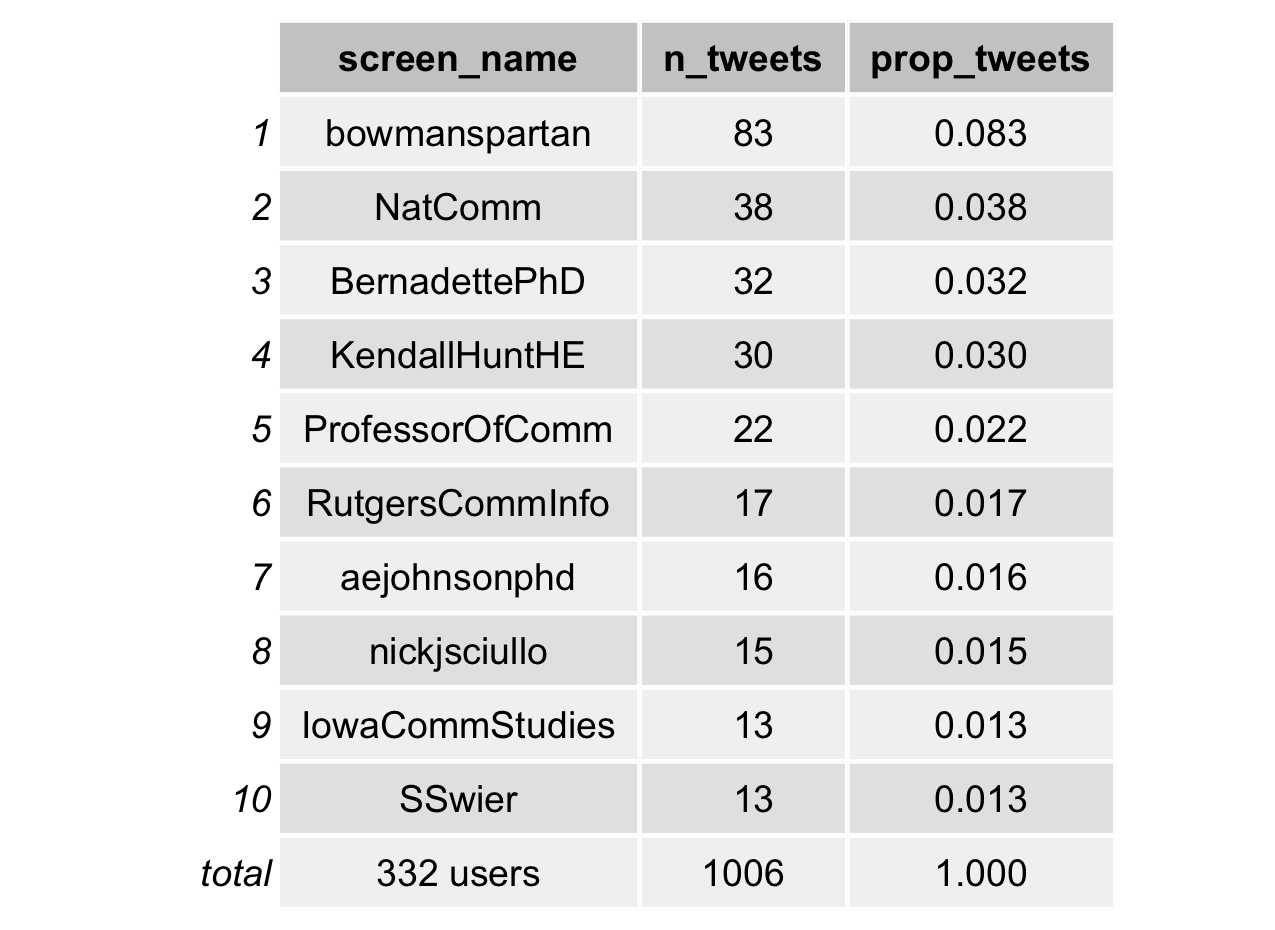 screen_name n_tweets prop_tweets
1 bowmanspartan 83 0.083
2 NatComm 38 0.038
3 BernadettePhD 32 0.032
4 KendallHuntHE 30 0.030
5 ProfessorOfComm 22 0.022
6 RutgersCommInfo 17 0.017
7 aejohnsonphd 16 0.016
8 nickjsciullo 15 0.015
9 IowaCommStudies 13 0.013
10 SSwier 13 0.013
total 332 users 1006 1.000